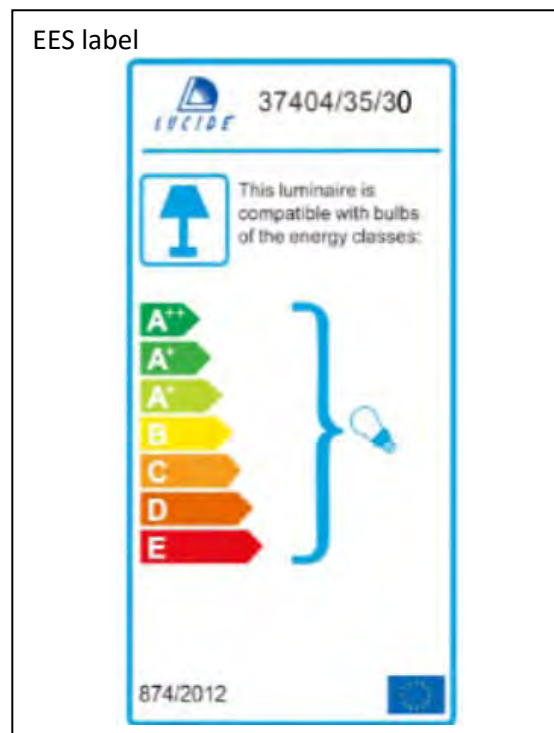 EES label
LUCIDE
37404/35/30
This luminaire is
compatible with bulbs
of the energy classes:
A++
A+
A+
B
C
D
E
874/2012